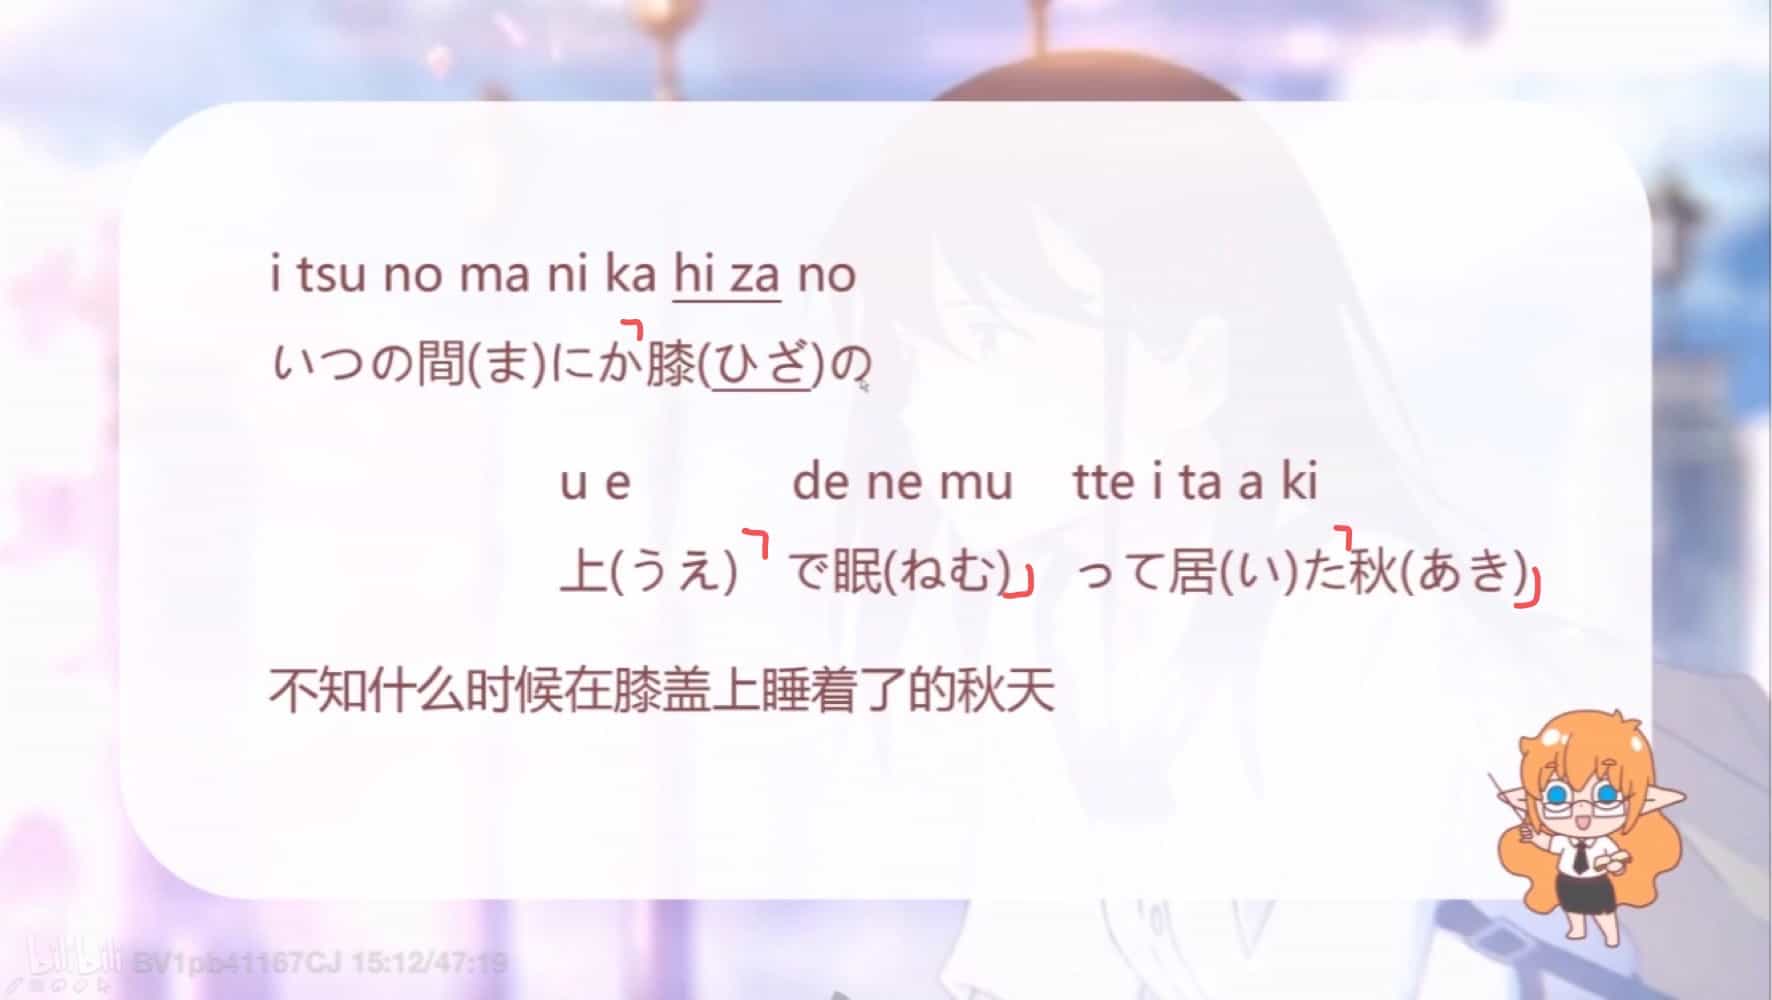 i tsu no ma ni ka hi za no
いつの間(ま)にか膝(ひざ)の
u e de ne mu tte i ta a ki
上(うえ) で眠(ねむ) って居(い)た秋(あき)
不知什么时候在膝盖上睡着了的秋天
bilibili BV1pb41167CJ 15:12/47:19